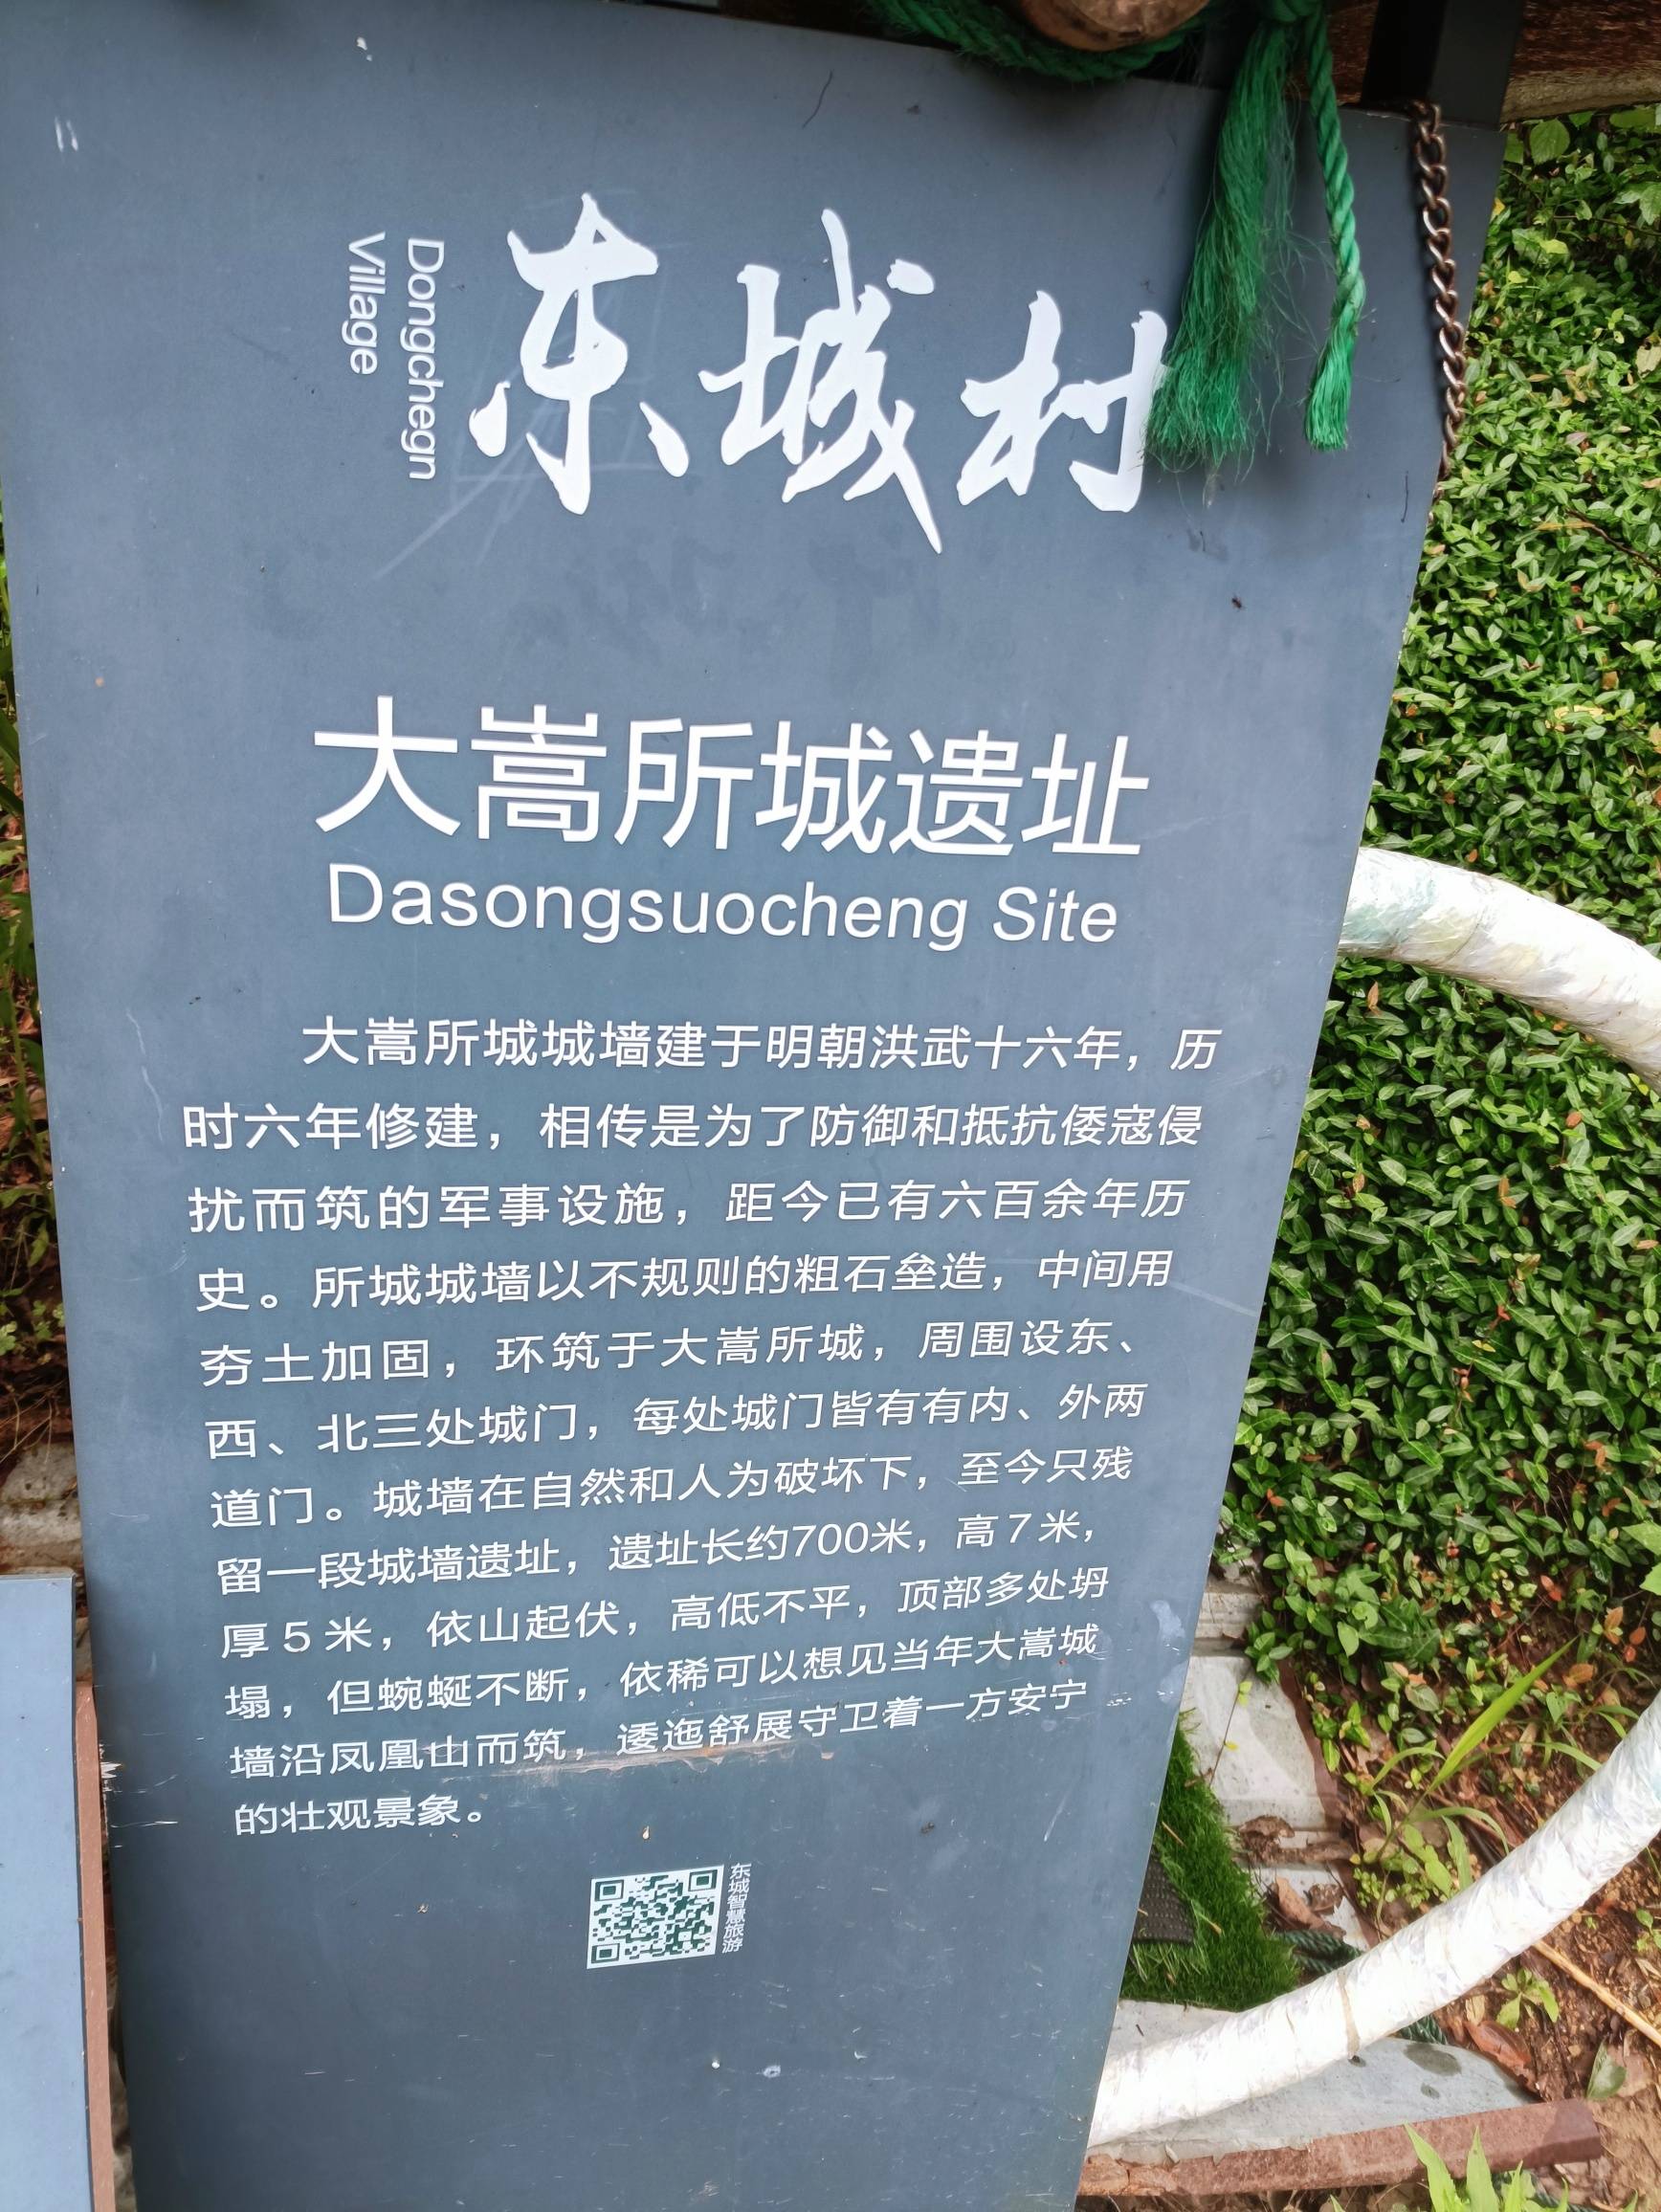 东城村
Dongchegn
Village
大嵩所城遗址
Dasongsuocheng Site
大嵩所城城墙建于明朝洪武十六年，历
时六年修建，相传是为了防御和抵抗倭寇侵
扰而筑的军事设施，距今已有六百余年历
史。所城城墙以不规则的粗石垒造，中间用
夯土加固，环筑于大嵩所城，周围设东、
西、北三处城门，每处城门皆有有内、外两
道门。城墙在自然和人为破坏下，至今只残
留一段城墙遗址，遗址长约700米，高7米，
厚5米，依山起伏，高低不平，顶部多处坍
塌，但蜿蜒不断，依稀可以想见当年大嵩城
墙沿凤凰山而筑，逶迤舒展守卫着一方安宁
的壮观景象。
东城智慧旅游